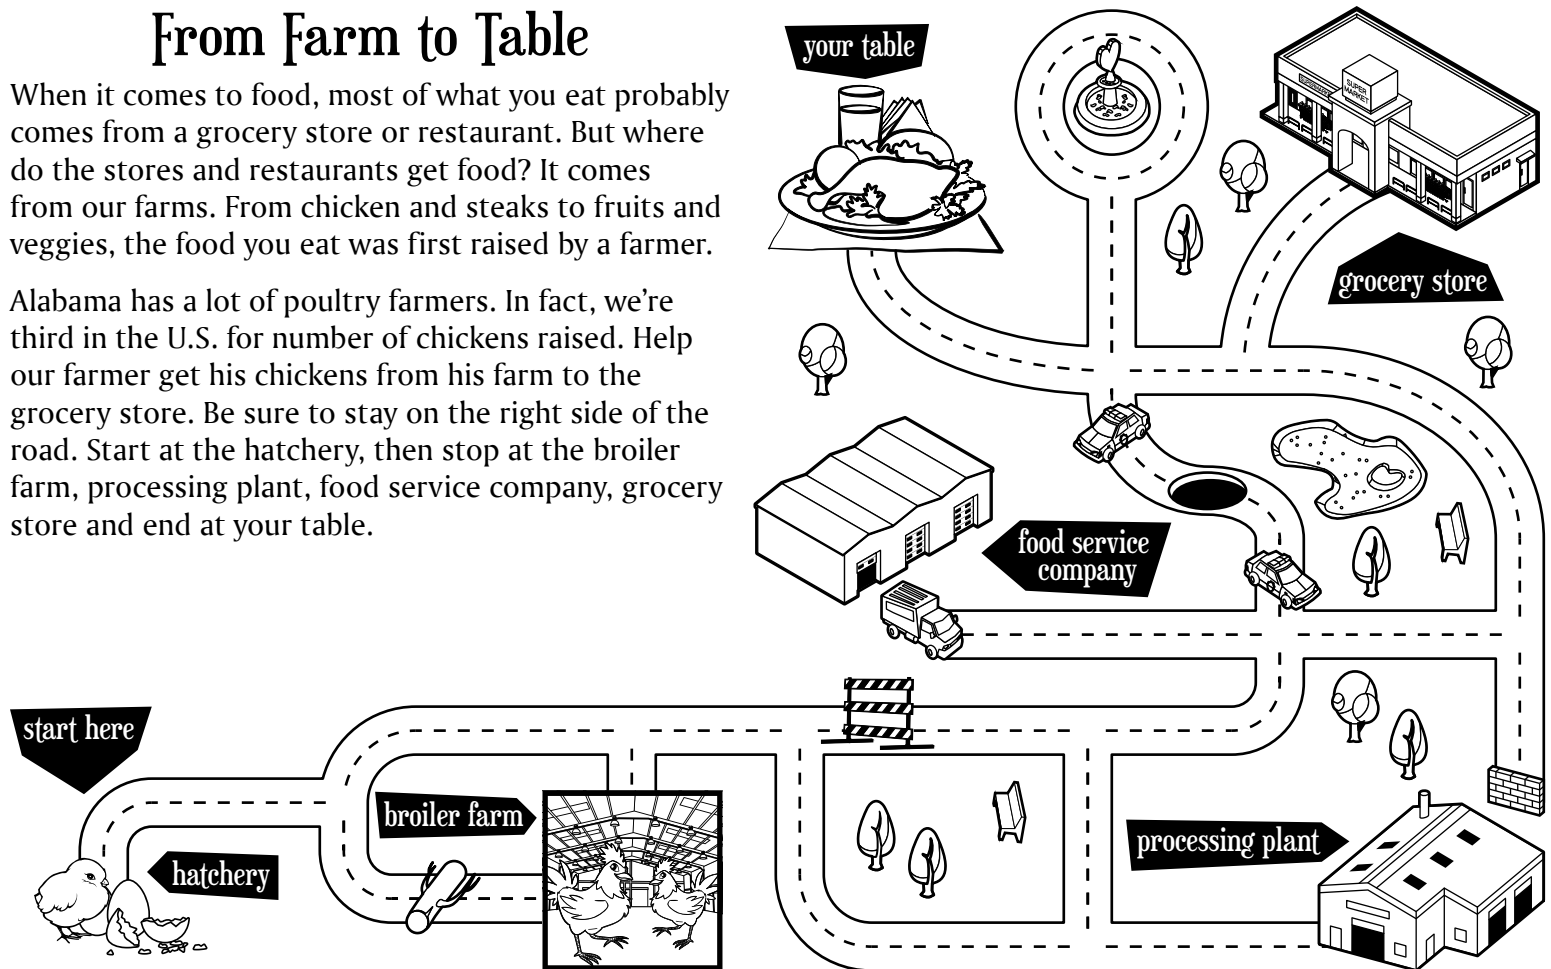 From Farm to Table
When it comes to food, most of what you eat probably
comes from a grocery store or restaurant. But where
do the stores and restaurants get food? It comes
from our farms. From chicken and steaks to fruits and
veggies, the food you eat was first raised by a farmer.
Alabama has a lot of poultry farmers. In fact, we’re
third in the U.S. for number of chickens raised. Help
our farmer get his chickens from his farm to the
grocery store. Be sure to stay on the right side of the
road. Start at the hatchery, then stop at the broiler
farm, processing plant, food service company, grocery
store and end at your table.
your table
SUPER
MARKET
grocery store
food service
company
start here
broiler farm
hatchery
processing plant